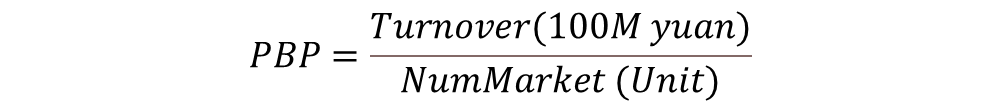 PBP = Turnover(100M yuan)
NumMarket (Unit)